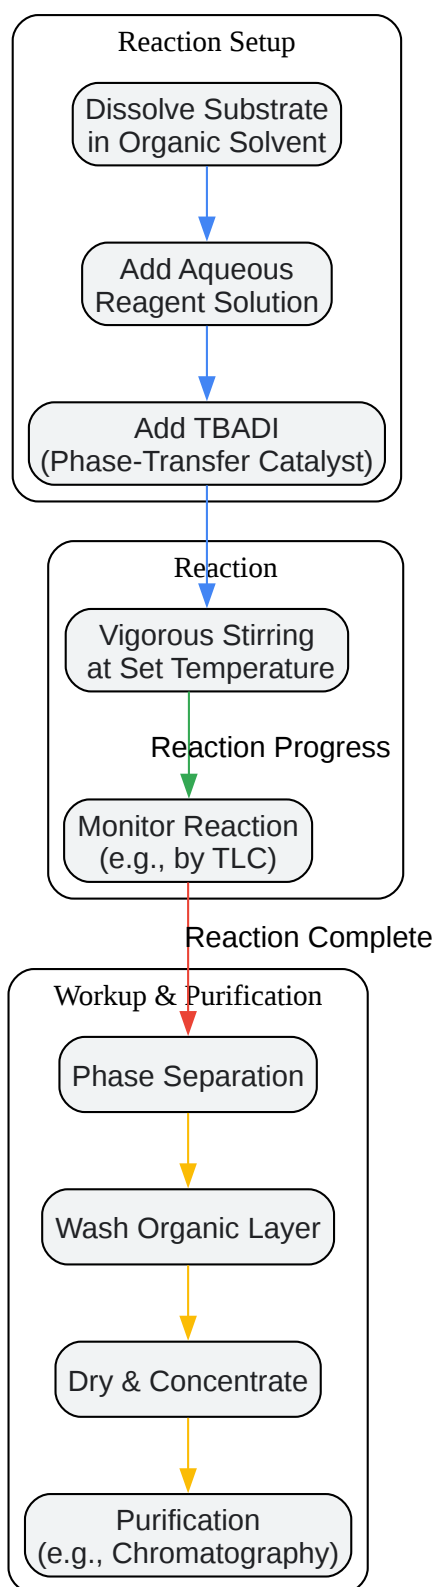 Reaction Setup
Dissolve Substrate
in Organic Solvent
Add Aqueous
Reagent Solution
Add TBADI
(Phase-Transfer Catalyst)
Reaction
Vigorous Stirring
at Set Temperature
Reaction Progress
Monitor Reaction
(e.g., by TLC)
Reaction Complete
Workup & Purification
Phase Separation
Wash Organic Layer
Dry & Concentrate
Purification
(e.g., Chromatography)